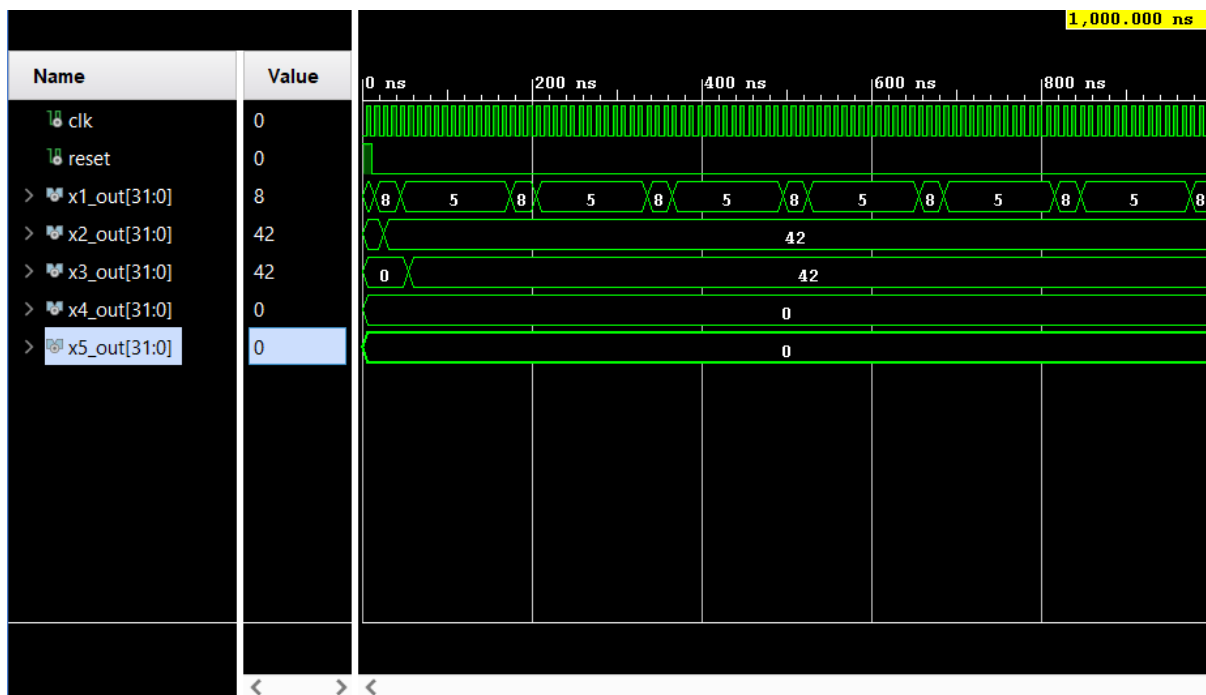 1,000.000 ns
Name Value
0 ns 200 ns 400 ns 600 ns 800 ns
clk 0
reset 0
x1_out[31:0] 8 8 5 8 5 8 5 8 5 8 5 8 5 8
x2_out[31:0] 42 42
x3_out[31:0] 42 0 42
x4_out[31:0] 0 0
x5_out[31:0] 0 0